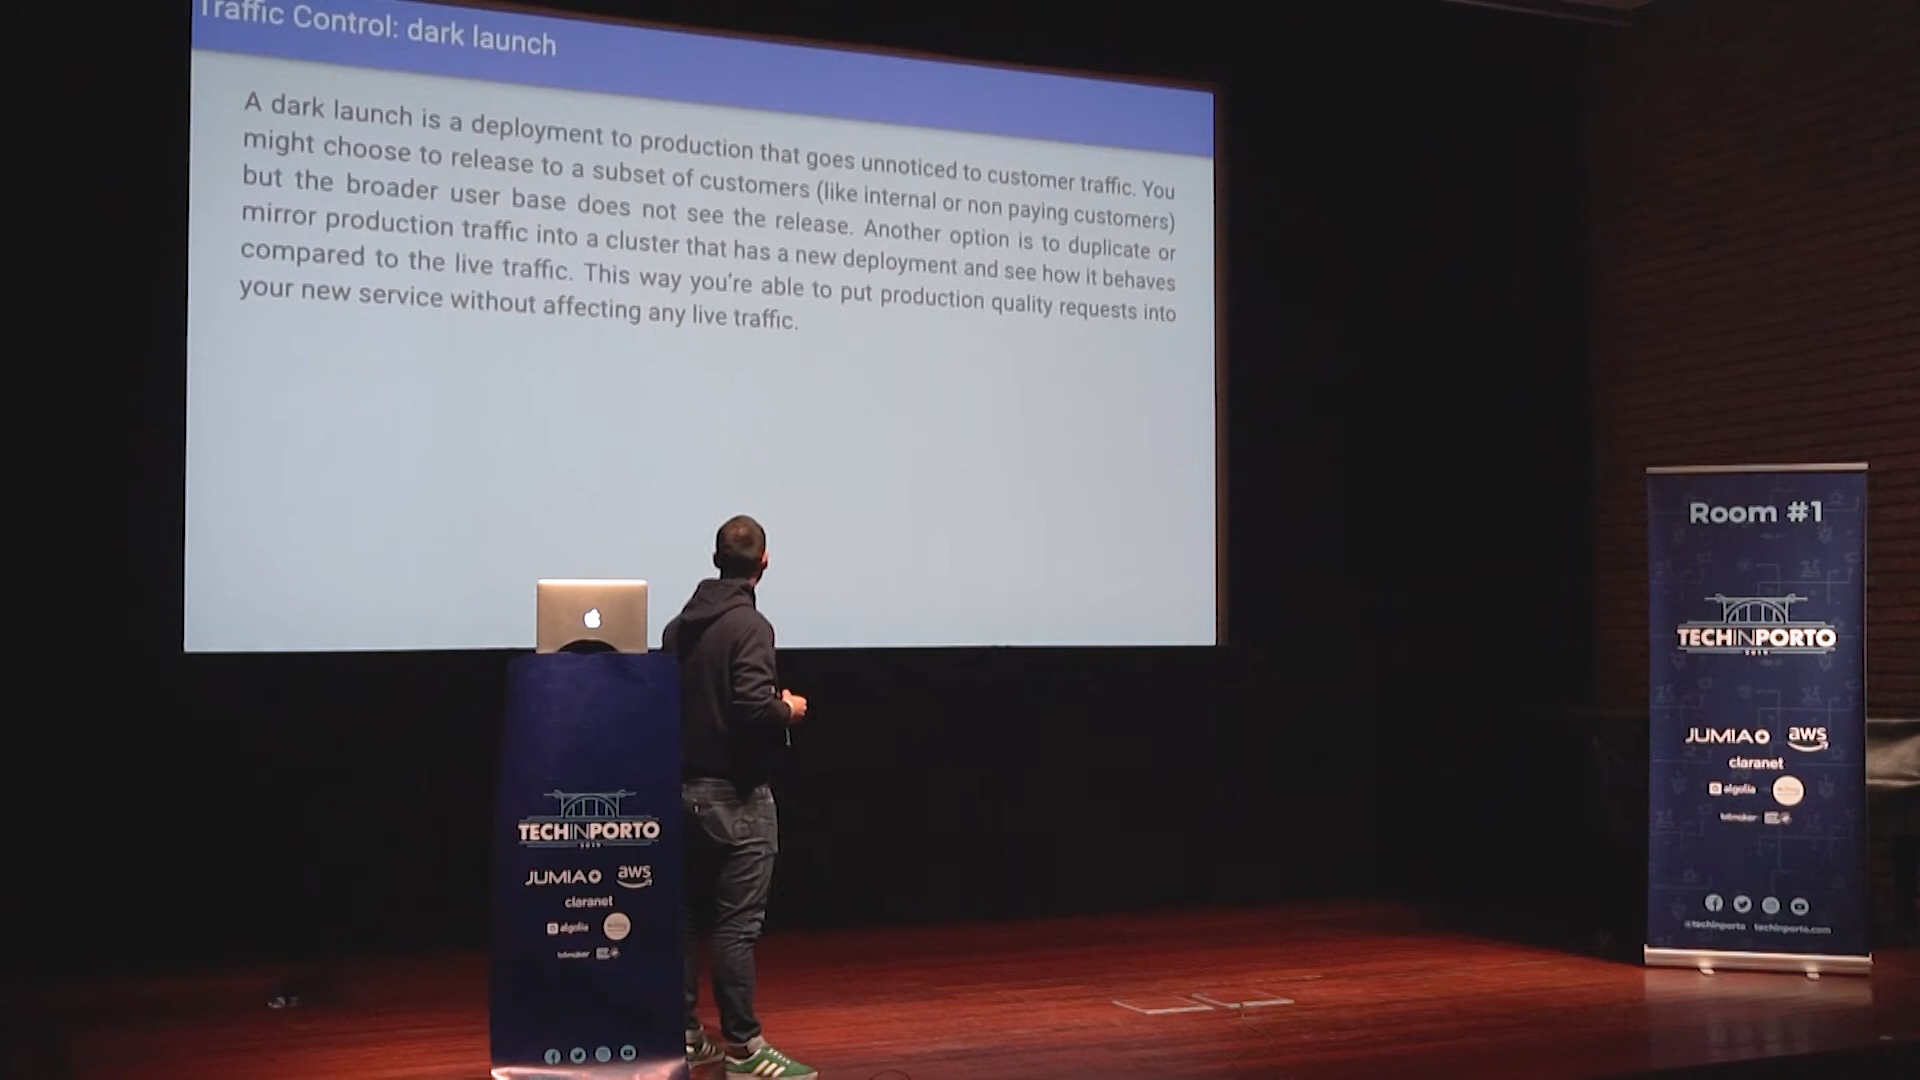 Traffic Control: dark launch
A dark launch is a deployment to production that goes unnoticed to customer traffic. You
might choose to release to a subset of customers (like internal or non paying customers)
but the broader user base does not see the release. Another option is to duplicate or
mirror production traffic into a cluster that has a new deployment and see how it behaves
compared to the live traffic. This way you're able to put production quality requests into
your new service without affecting any live traffic.
Room #1
TECHINPORTO
JUMIA aws
claranet
algolia
bitmaker
@techinporto techinporto.com
TECHINPORTO
JUMIA aws
claranet
algolia
bitmaker